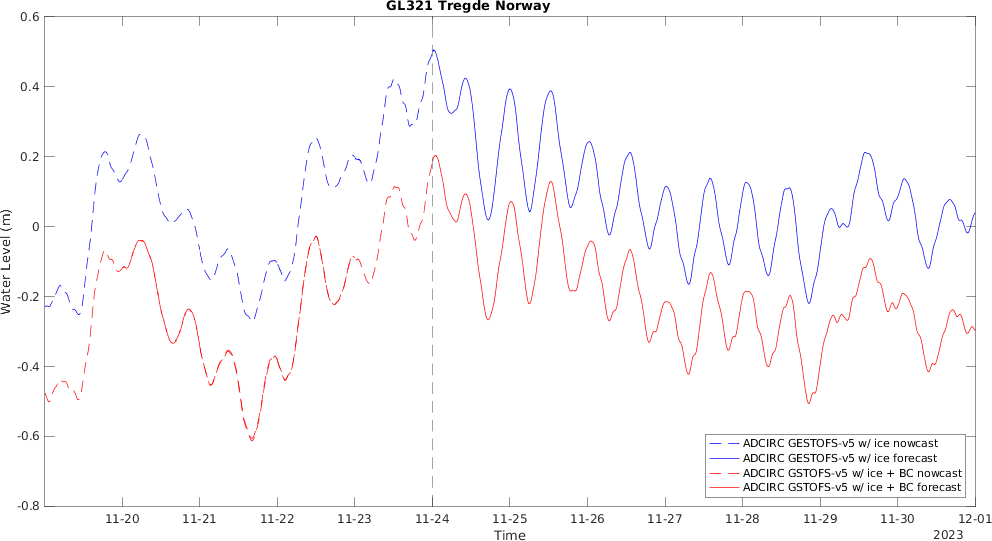 GL321 Tregde Norway
0.6
0.4
0.2
0
-0.2
-0.4
-0.6
-0.8
Water Level (m)
ADCIRC GESTOFS-v5 w/ ice nowcast
ADCIRC GESTOFS-v5 w/ ice forecast
ADCIRC GSTOFS-v5 w/ ice + BC nowcast
ADCIRC GSTOFS-v5 w/ ice + BC forecast
11-20 11-21 11-22 11-23 11-24 11-25 11-26 11-27 11-28 11-29 11-30 12-01
Time
2023